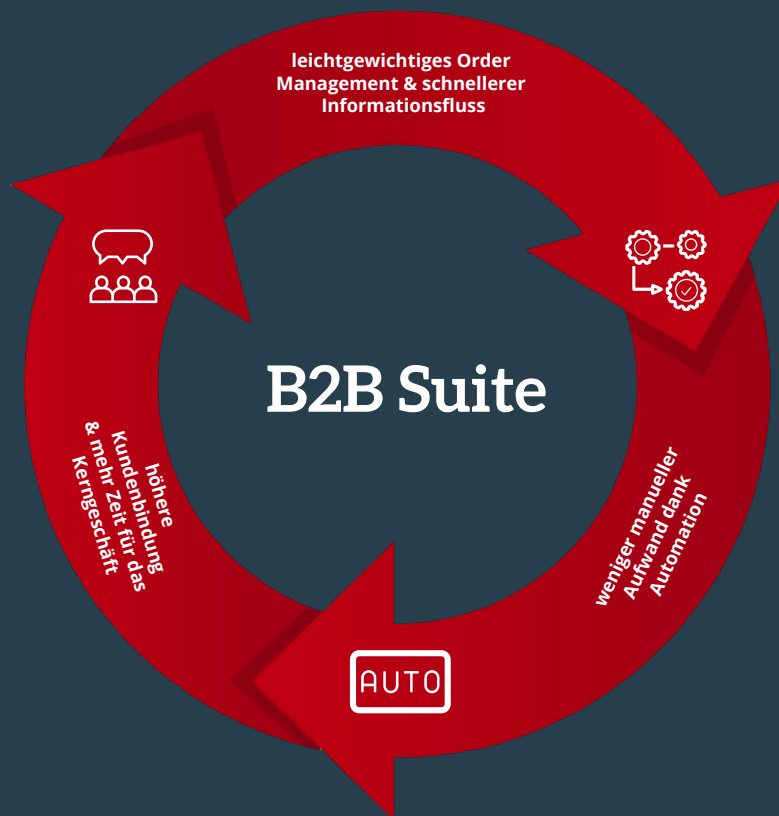 leichtgewichtiges Order
Management & schnellerer
Informationsfluss
B2B Suite
weniger manueller
Aufwand dank
Automation
AUTO
höhere
Kundenbindung
& mehr Zeit für das
Kerngeschäft